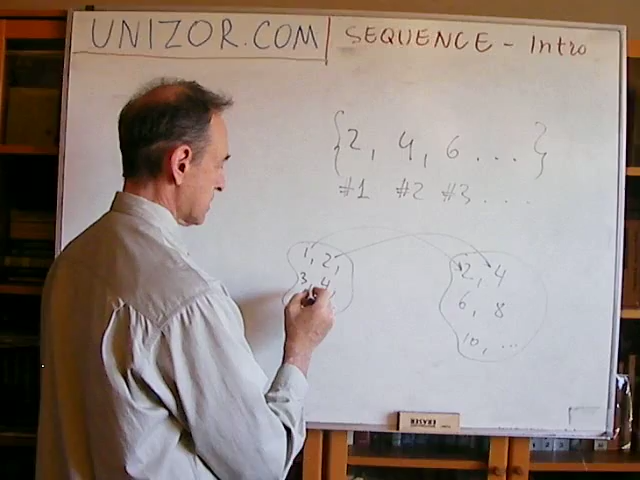 UNIZOR.COM | SEQUENCE - Intro
{2, 4, 6 ... }
#1 #2 #3 ....
1, 2,
3, 4
2, 4
6, 8
10, ...
ERASER